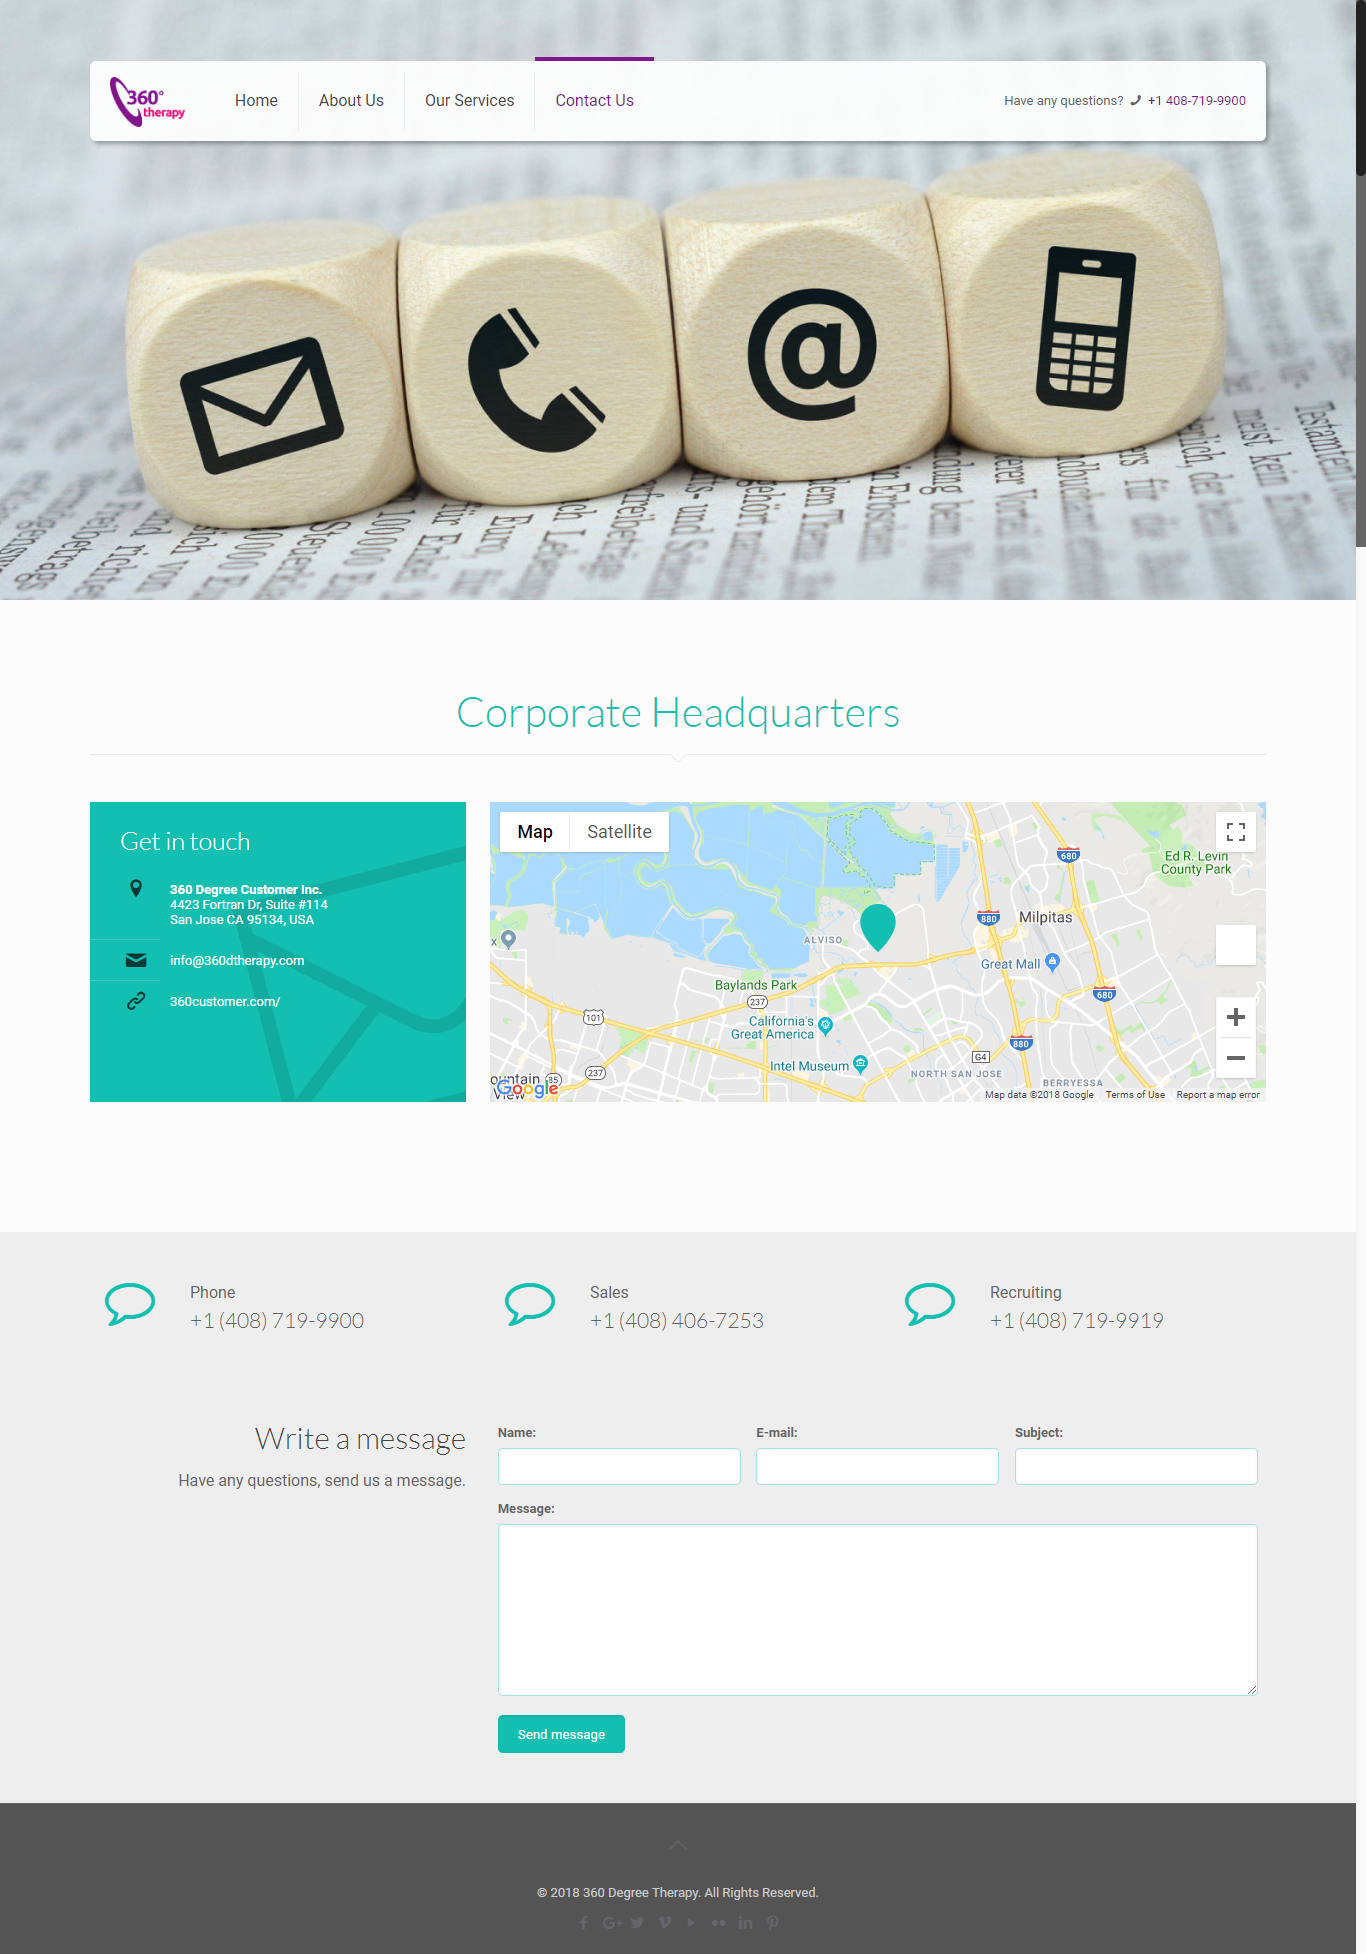 360°
therapy
Home
About Us
Our Services
Contact Us
Have any questions? +1 408-719-9900
@
Corporate Headquarters
Get in touch
360 Degree Customer Inc.
4423 Fortran Dr, Suite #114
San Jose CA 95134, USA
info@360dtherapy.com
360customer.com/
Map
Satellite
680
Ed R. Levin
County Park
880
Milpitas
ALVISO
x
Great Mall
Baylands Park
237
680
101
California's
Great America
880
G4
Intel Museum
237
NORTH SAN JOSE
85
ountain
View
BERRYESSA
Google
Map data ©2018 Google
Terms of Use
Report a map error
Phone
+1 (408) 719-9900
Sales
+1 (408) 406-7253
Recruiting
+1 (408) 719-9919
Write a message
Have any questions, send us a message.
Name:
E-mail:
Subject:
Message:
Send message
© 2018 360 Degree Therapy. All Rights Reserved.